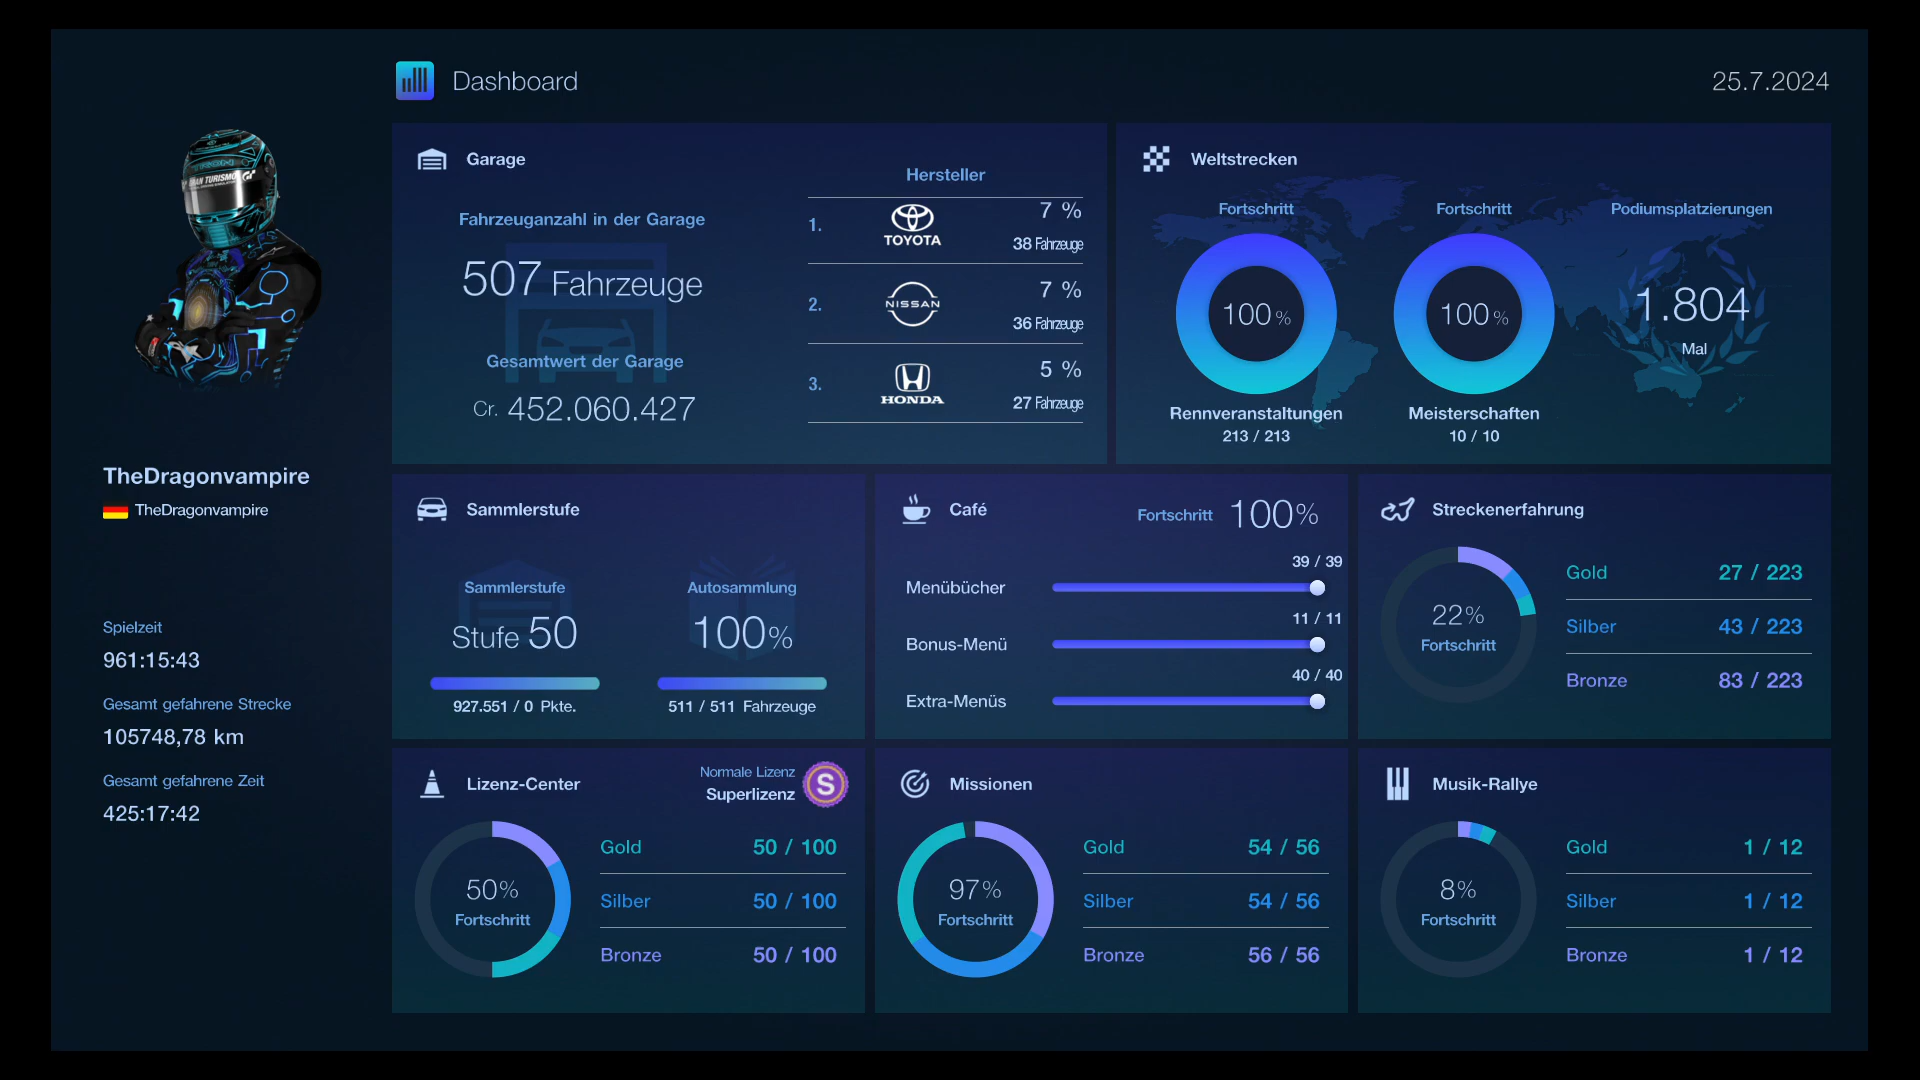 Dashboard
25.7.2024
GRAN TURISMO
TheDragonvampire
TheDragonvampire
Spielzeit
961:15:43
Gesamt gefahrene Strecke
105748,78 km
Gesamt gefahrene Zeit
425:17:42
Garage
Fahrzeuganzahl in der Garage
507 Fahrzeuge
Gesamtwert der Garage
Cr. 452.060.427
Hersteller
1. TOYOTA 7 %
38 Fahrzeuge
2. NISSAN 7 %
36 Fahrzeuge
3. HONDA 5 %
27 Fahrzeuge
Weltstrecken
Fortschritt
100%
Rennveranstaltungen
213 / 213
Fortschritt
100%
Meisterschaften
10 / 10
Podiumsplatzierungen
1.804
Mal
Sammlerstufe
Sammlerstufe
Stufe 50
927.551 / 0 Pkte.
Autosammlung
100%
511 / 511 Fahrzeuge
Café
Fortschritt 100%
39 / 39
Menübücher
11 / 11
Bonus-Menü
40 / 40
Extra-Menüs
Streckenerfahrung
22%
Fortschritt
Gold 27 / 223
Silber 43 / 223
Bronze 83 / 223
Lizenz-Center
Normale Lizenz
Superlizenz
S
50%
Fortschritt
Gold 50 / 100
Silber 50 / 100
Bronze 50 / 100
Missionen
97%
Fortschritt
Gold 54 / 56
Silber 54 / 56
Bronze 56 / 56
Musik-Rallye
8%
Fortschritt
Gold 1 / 12
Silber 1 / 12
Bronze 1 / 12